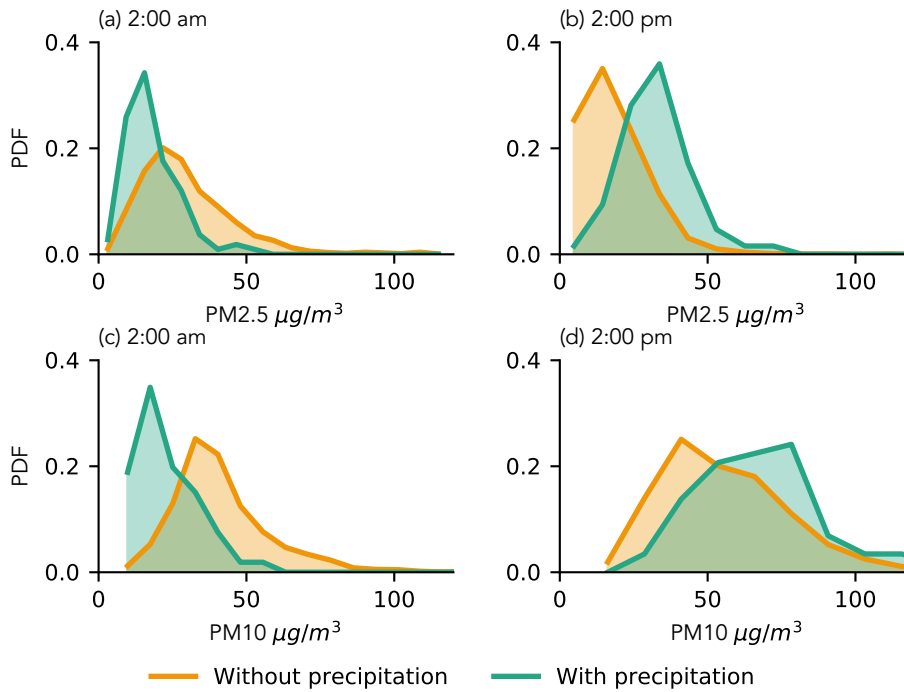 (a) 2:00 am
0.4
0.2
0.0
PDF
0
50
100
PM2.5 μg/m³
(b) 2:00 pm
0.4
0.2
0.0
0
50
100
PM2.5 μg/m³
(c) 2:00 am
0.4
0.2
0.0
PDF
0
50
100
PM10 μg/m³
(d) 2:00 pm
0.4
0.2
0.0
0
50
100
PM10 μg/m³
Without precipitation
With precipitation